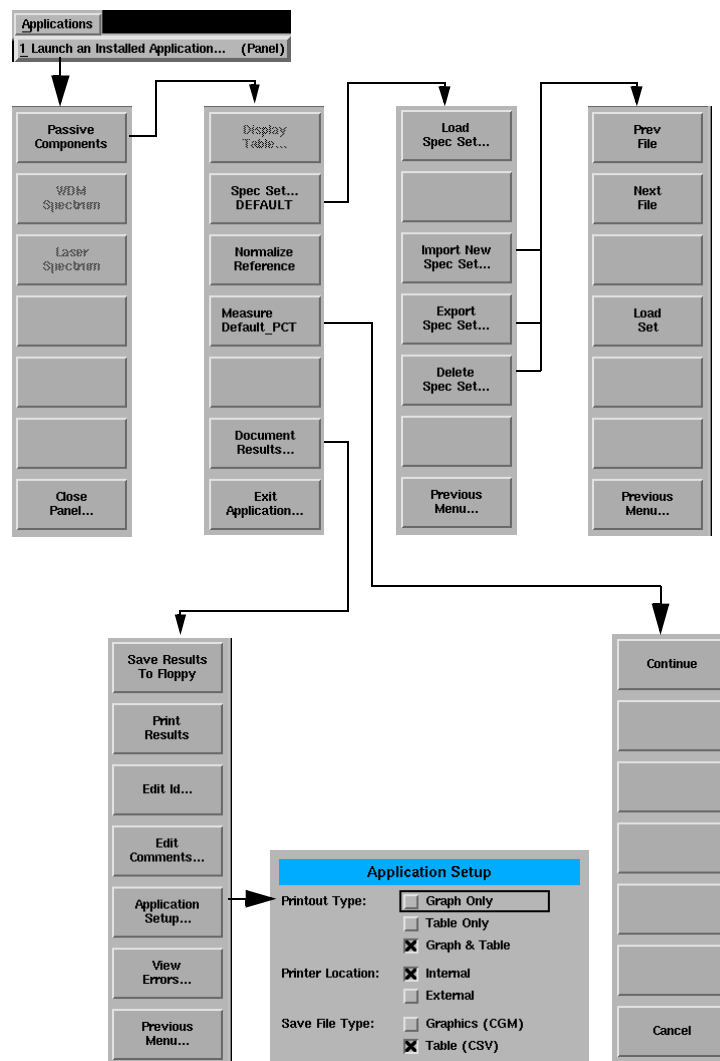 Applications
1 Launch an Installed Application... (Panel)
Passive
Components
WDM
Spectrum
Laser
Spectrum
Close
Panel...
Display
Table...
Spec Set...
DEFAULT
Normalize
Reference
Measure
Default_PCT
Document
Results...
Exit
Application...
Load
Spec Set...
Import New
Spec Set...
Export
Spec Set...
Delete
Spec Set...
Previous
Menu...
Prev
File
Next
File
Load
Set
Previous
Menu...
Save Results
To Floppy
Print
Results
Edit Id...
Edit
Comments...
Application
Setup...
View
Errors...
Previous
Menu...
Application Setup
Printout Type: Graph Only
Table Only
Graph & Table
Printer Location: Internal
External
Save File Type: Graphics (CGM)
Table (CSV)
Continue
Cancel